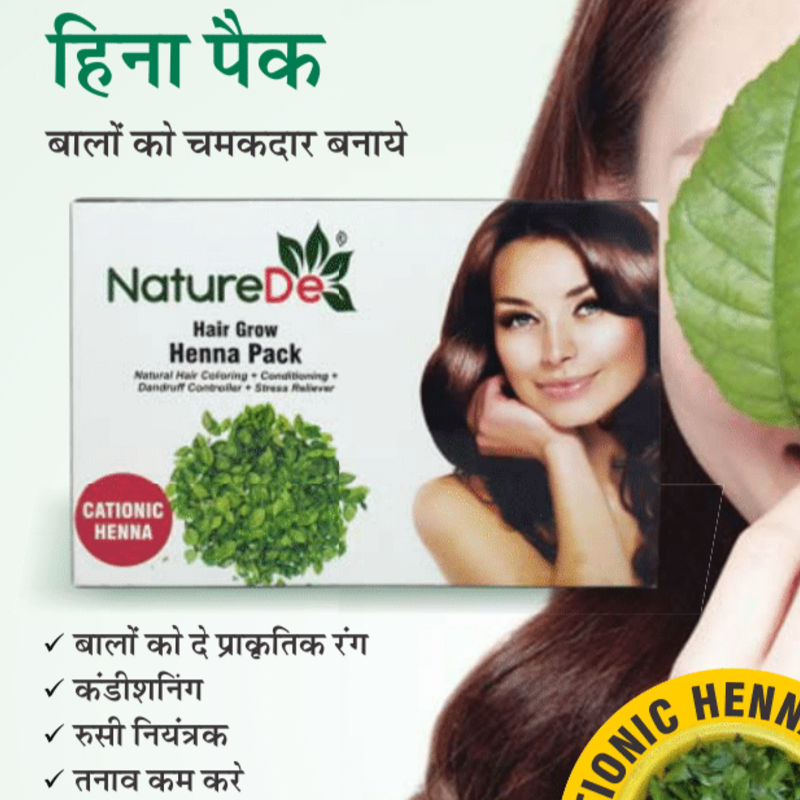 हिना पैक
बालों को चमकदार बनाये
NatureDe
©
Hair Grow
Henna Pack
Natural Hair Coloring + Conditioning +
Dandruff Controller + Stress Reliever
CATIONIC
HENNA
✓ बालों को दे प्राकृतिक रंग
✓ कंडीशनिंग
✓ रुसी नियंत्रक
✓ तनाव कम करे
TIONIC HENN